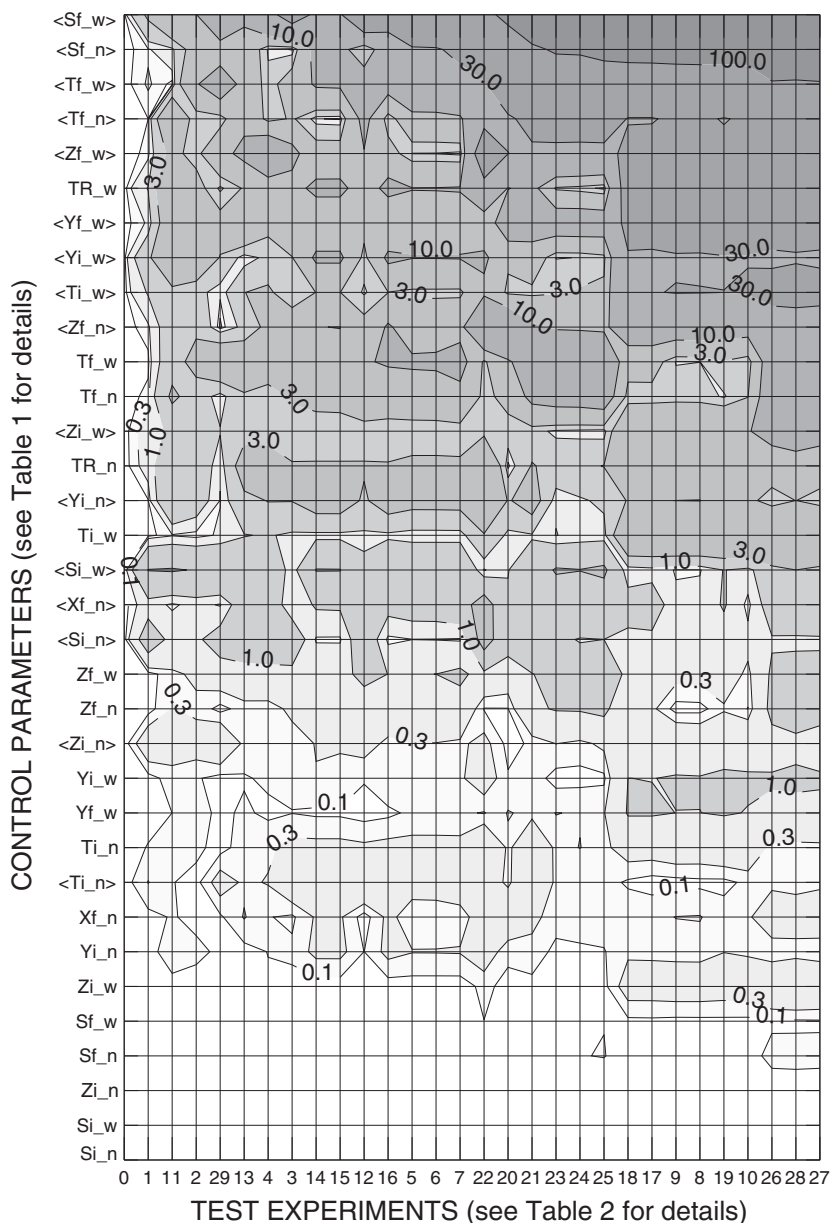 <Sf_w>
<Sf_n>
<Tf_w>
<Tf_n>
<Zf_w>
TR_w
<Yf_w>
<Yi_w>
<Ti_w>
<Zf_n>
Tf_w
Tf_n
<Zi_w>
TR_n
<Yi_n>
Ti_w
<Si_w>
<Xf_n>
<Si_n>
Zf_w
Zf_n
<Zi_n>
Yi_w
Yf_w
Ti_n
<Ti_n>
Xf_n
Yi_n
Zi_w
Sf_w
Sf_n
Zi_n
Si_w
Si_n
CONTROL PARAMETERS (see Table 1 for details)
10.0
30.0
100.0
3.0
10.0
30.0
3.0
3.0
30.0
10.0
10.0
3.0
3.0
0.3
1.0
3.0
1.0
1.0
3.0
1.0
1.0
0.3
0.3
0.3
0.1
1.0
0.3
0.3
0.1
0.1
0.3
0.1
0 1 11 2 29 13 4 3 14 15 12 16 5 6 7 22 20 21 23 24 25 18 17 9 8 19 10 26 28 27
TEST EXPERIMENTS (see Table 2 for details)